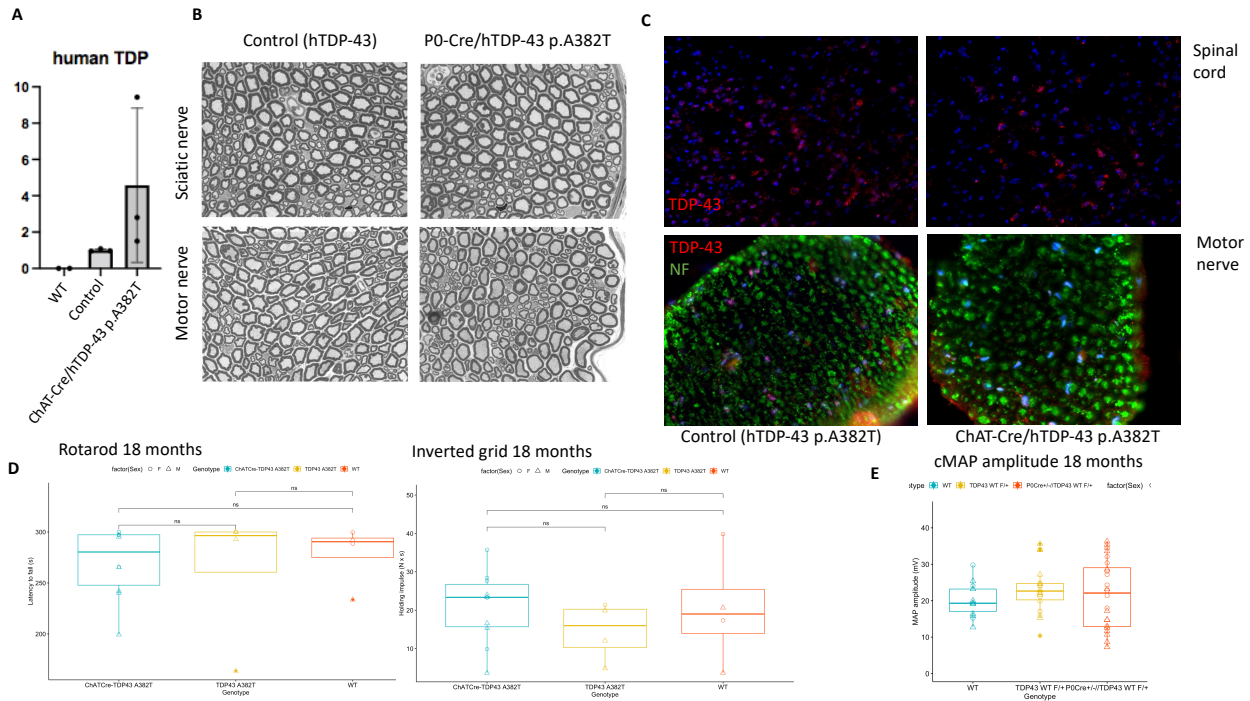 A
human TDP
10
8
6
4
2
0
WT
Control
ChAT-Cre/hTDP-43 p.A382T
B
Control (hTDP-43)
P0-Cre/hTDP-43 p.A382T
Sciatic nerve
Motor nerve
C
TDP-43
Spinal
cord
TDP-43
NF
Motor
nerve
Control (hTDP-43 p.A382T)
ChAT-Cre/hTDP-43 p.A382T
D
Rotarod 18 months
factor(Sex) F M Genotype ChATCre-TDP43 A382T TDP43 A382T WT
ns
ns
ns
300
250
200
Latency to fall (s)
ChATCre-TDP43 A382T
TDP43 A382T
WT
Genotype
Inverted grid 18 months
factor(Sex) F M Genotype ChATCre-TDP43 A382T TDP43 A382T WT
ns
ns
ns
50
40
30
20
10
0
Holding impulse (N x s)
ChATCre-TDP43 A382T
TDP43 A382T
WT
Genotype
E
cMAP amplitude 18 months
otype WT TDP43 WT F/+ P0Cre+/-//TDP43 WT F/+ factor(Sex)
40
30
20
10
0
MAP amplitude (mV)
WT
TDP43 WT F/+
P0Cre+/-//TDP43 WT F/+
Genotype